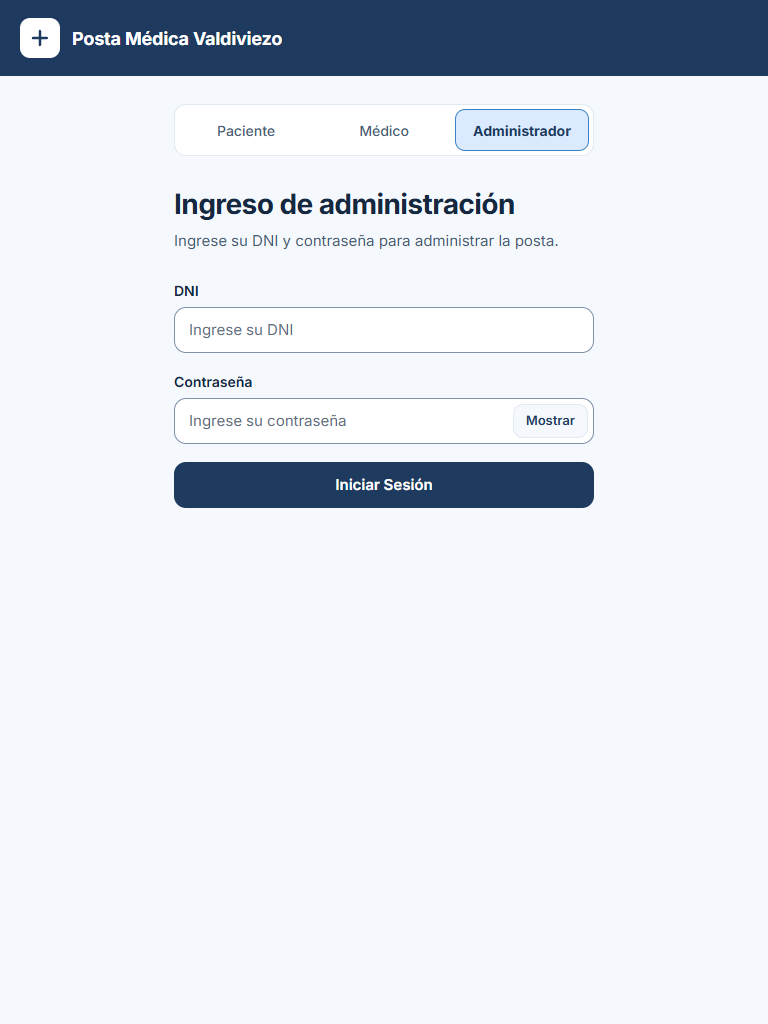 Posta Médica Valdiviezo
Paciente Médico Administrador
Ingreso de administración
Ingrese su DNI y contraseña para administrar la posta.
DNI
Ingrese su DNI
Contraseña
Ingrese su contraseña Mostrar
Iniciar Sesión